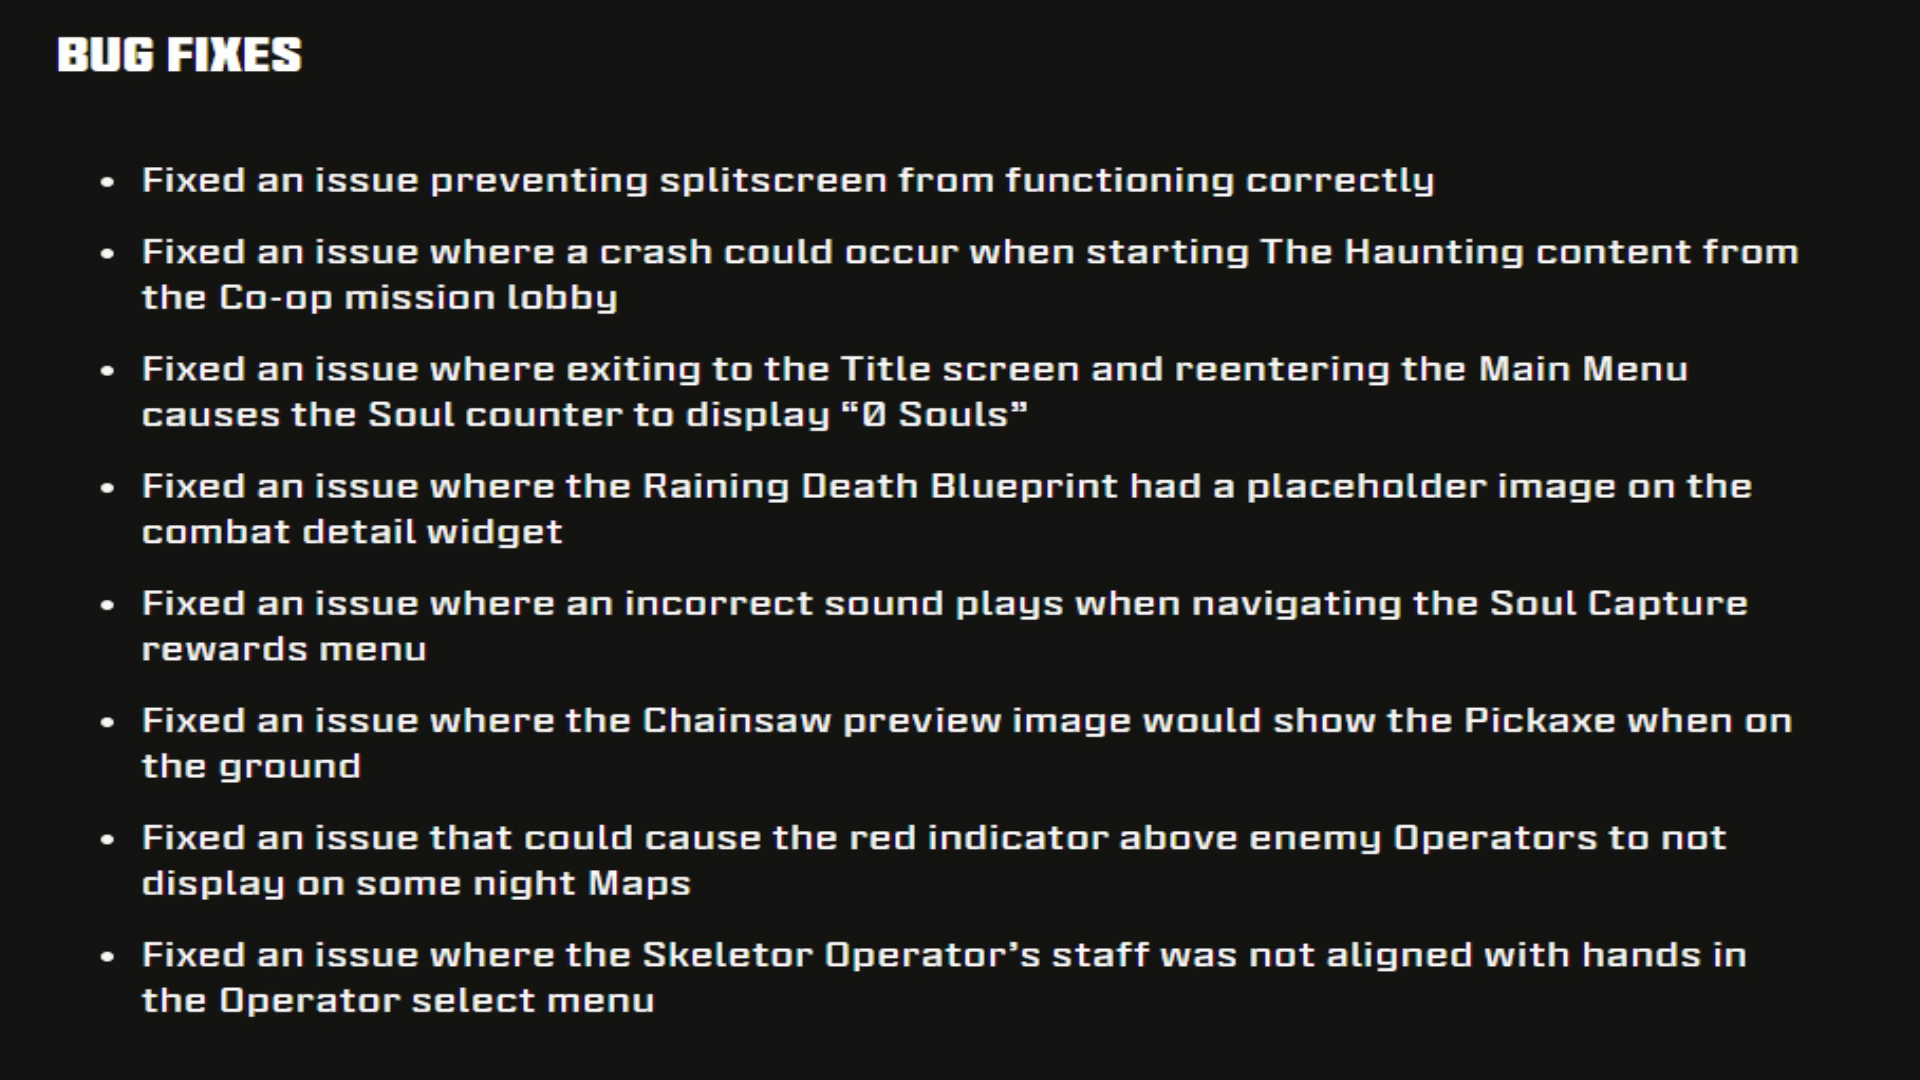 BUG FIXES
• Fixed an issue preventing splitscreen from functioning correctly
• Fixed an issue where a crash could occur when starting The Haunting content from
the Co-op mission lobby
• Fixed an issue where exiting to the Title screen and reentering the Main Menu
causes the Soul counter to display “0 Souls”
• Fixed an issue where the Raining Death Blueprint had a placeholder image on the
combat detail widget
• Fixed an issue where an incorrect sound plays when navigating the Soul Capture
rewards menu
• Fixed an issue where the Chainsaw preview image would show the Pickaxe when on
the ground
• Fixed an issue that could cause the red indicator above enemy Operators to not
display on some night Maps
• Fixed an issue where the Skeletor Operator’s staff was not aligned with hands in
the Operator select menu